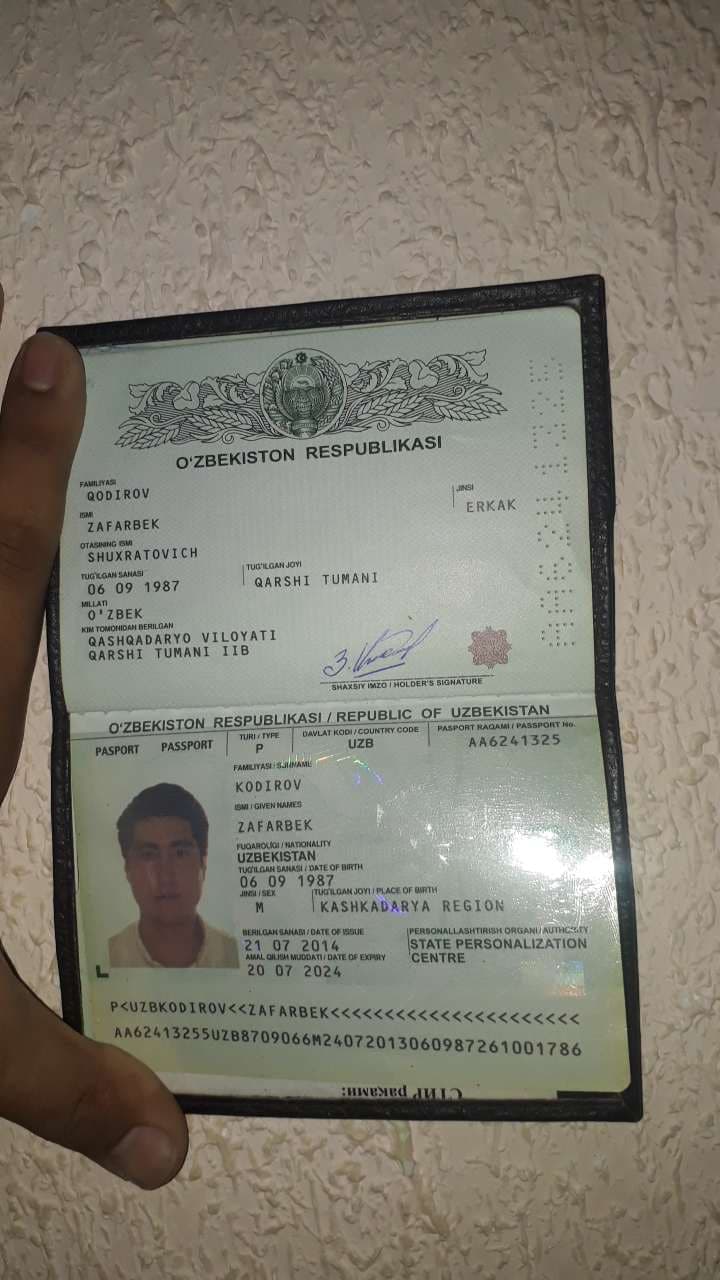 O‘ZBEKISTON RESPUBLIKASI
FAMILIYASI
QODIROV
JINSI
ERKAK
ISMI
ZAFARBEK
OTASINING ISMI
SHUXRATOVICH
TUG‘ILGAN SANASI
06 09 1987
TUG‘ILGAN JOYI
QARSHI TUMANI
MILLATI
O'ZBEK
KIM TOMONIDAN BERILGAN
QASHQADARYO VILOYATI
QARSHI TUMANI IIB
SHAXSIY IMZO / HOLDER'S SIGNATURE
O‘ZBEKISTON RESPUBLIKASI / REPUBLIC OF UZBEKISTAN
PASPORT PASSPORT
TURI / TYPE
P
DAVLAT KODI / COUNTRY CODE
UZB
PASPORT RAQAMI / PASSPORT No.
AA6241325
FAMILIYASI / SURNAME
KODIROV
ISMI / GIVEN NAMES
ZAFARBEK
FUQAROLIGI / NATIONALITY
UZBEKISTAN
TUG‘ILGAN SANASI / DATE OF BIRTH
06 09 1987
JINSI / SEX
M
TUG‘ILGAN JOYI / PLACE OF BIRTH
KASHKADARYA REGION
BERILGAN SANASI / DATE OF ISSUE
21 07 2014
AMAL QILISH MUDDATI / DATE OF EXPIRY
20 07 2024
PERSONALLASHTIRISH ORGANI / AUTHORITY
STATE PERSONALIZATION
CENTRE
P<UZBKODIROV<<ZAFARBEK<<<<<<<<<<<<<<<<<<<<<<
AA62413255UZB8709066M24072013060987261001786
СТИР рақами: